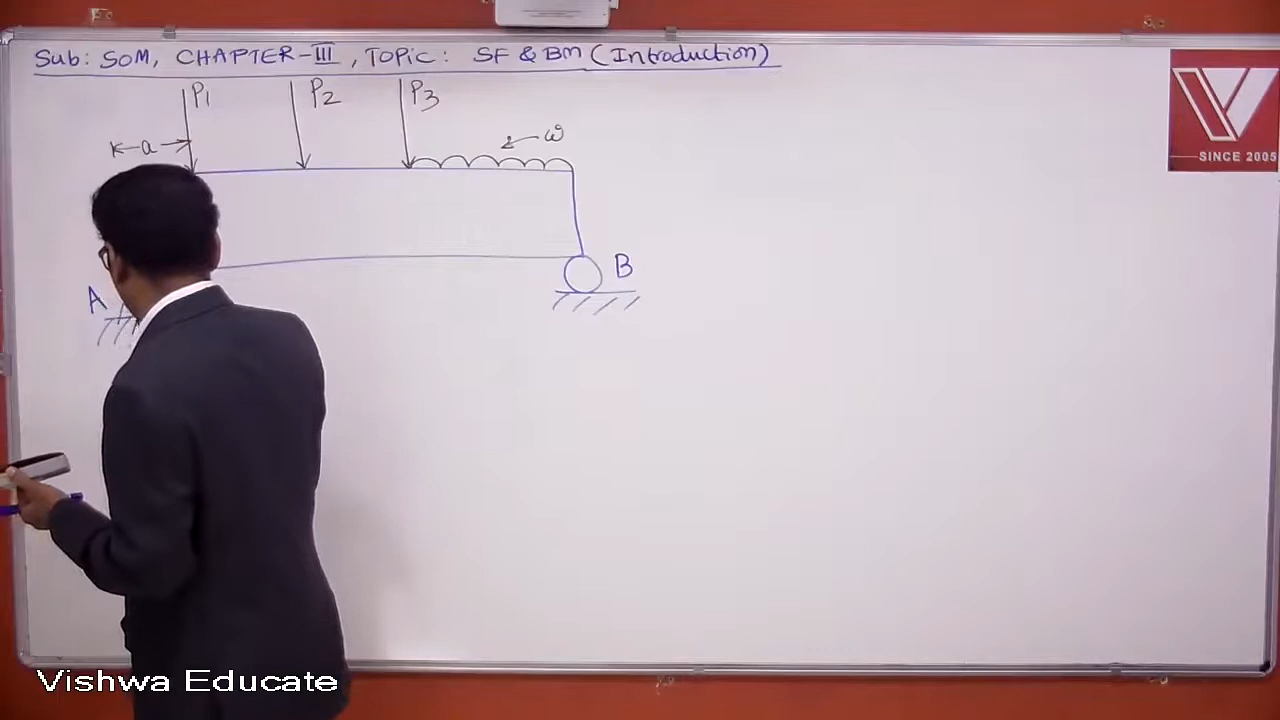 Sub: SOM, CHAPTER-III, TOPIC: SF & BM (Introduction)
P1 P2 P3
a
ω
A
B
SINCE 2005
Vishwa Educate